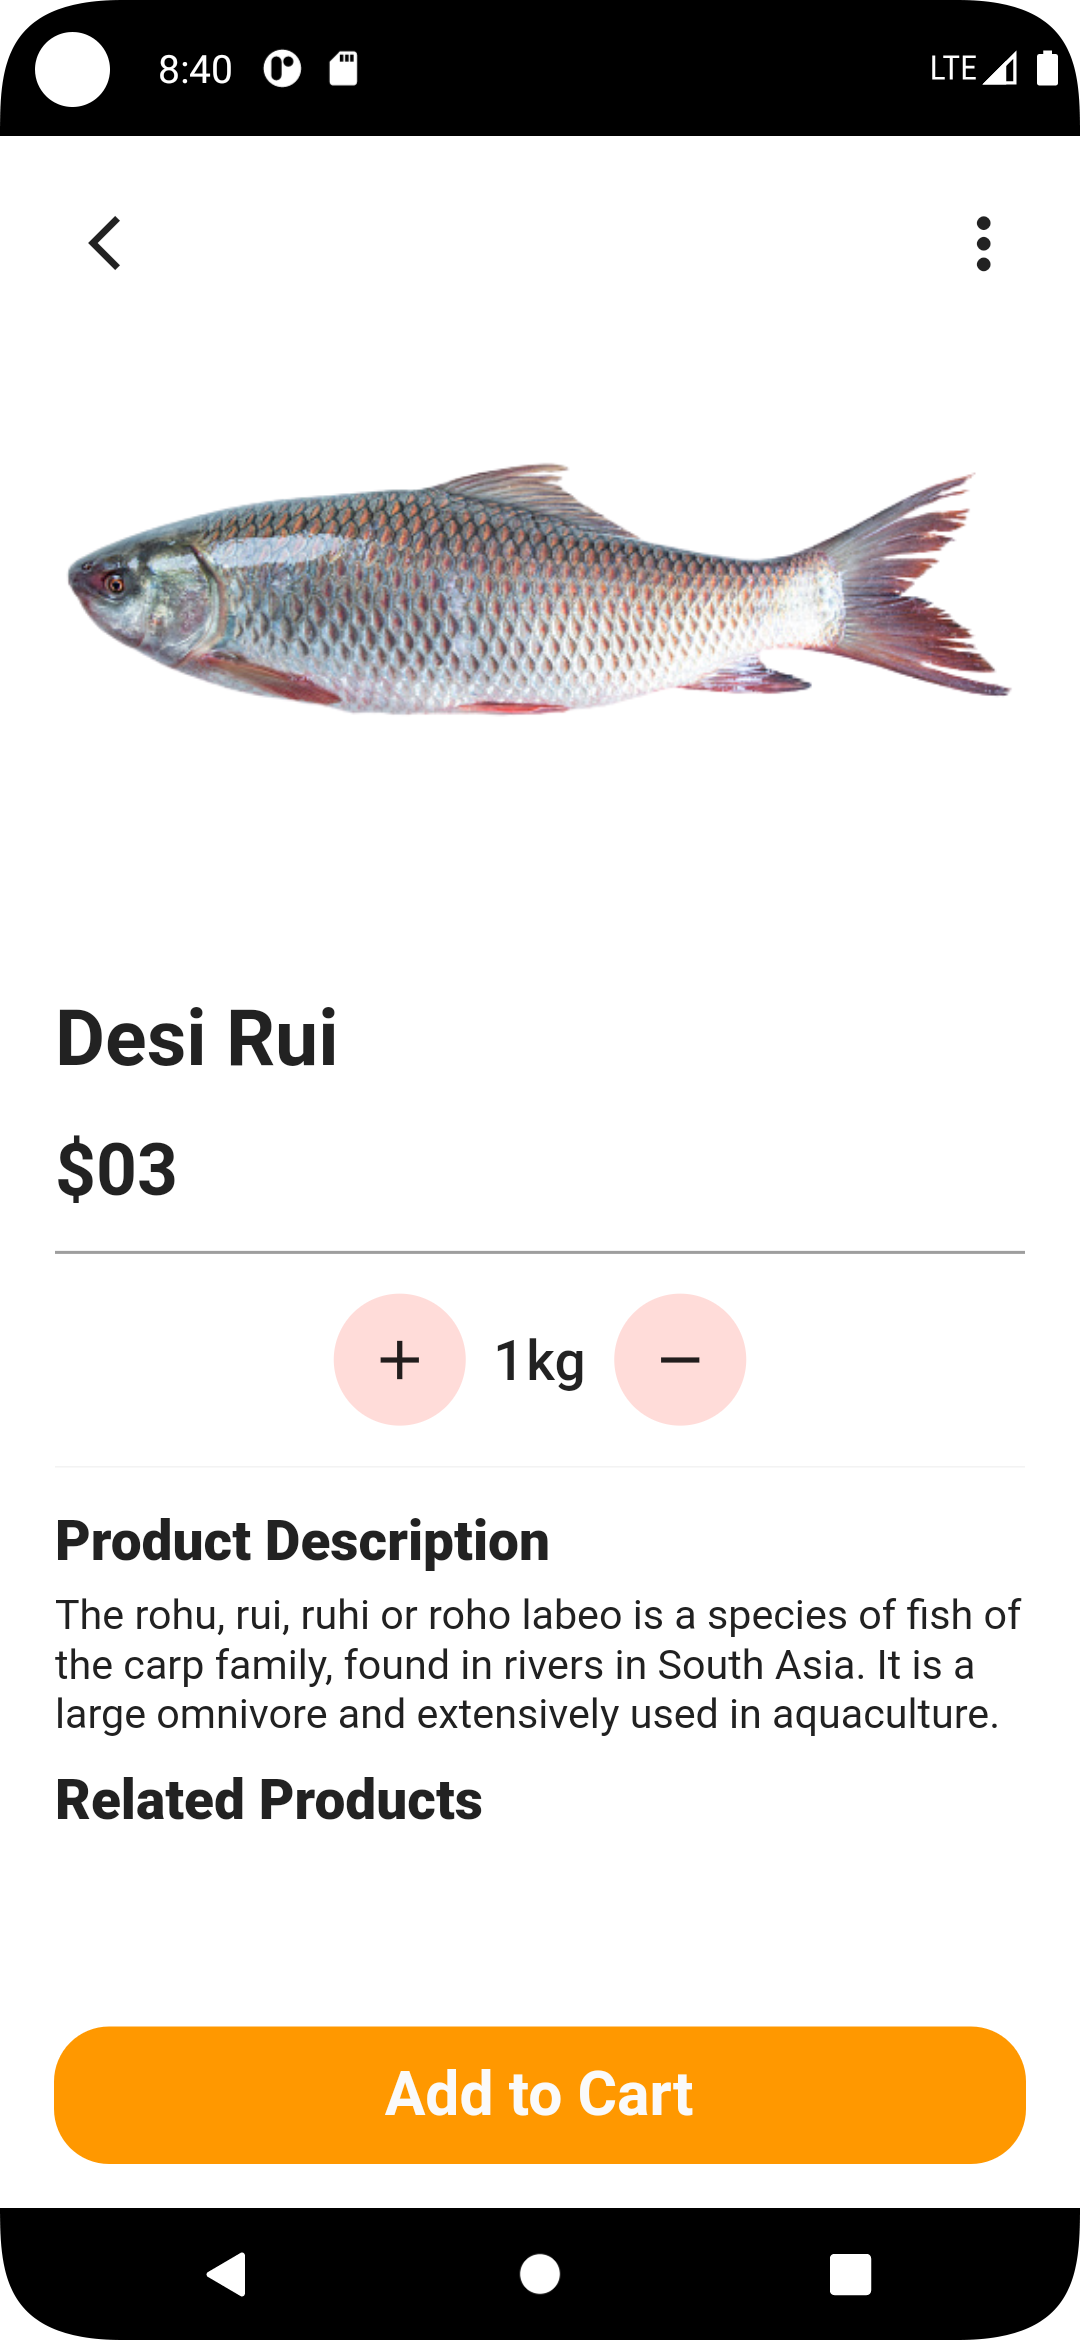 8:40
LTE
Desi Rui
$03
+ 1kg −
Product Description
The rohu, rui, ruhi or roho labeo is a species of fish of
the carp family, found in rivers in South Asia. It is a
large omnivore and extensively used in aquaculture.
Related Products
Add to Cart